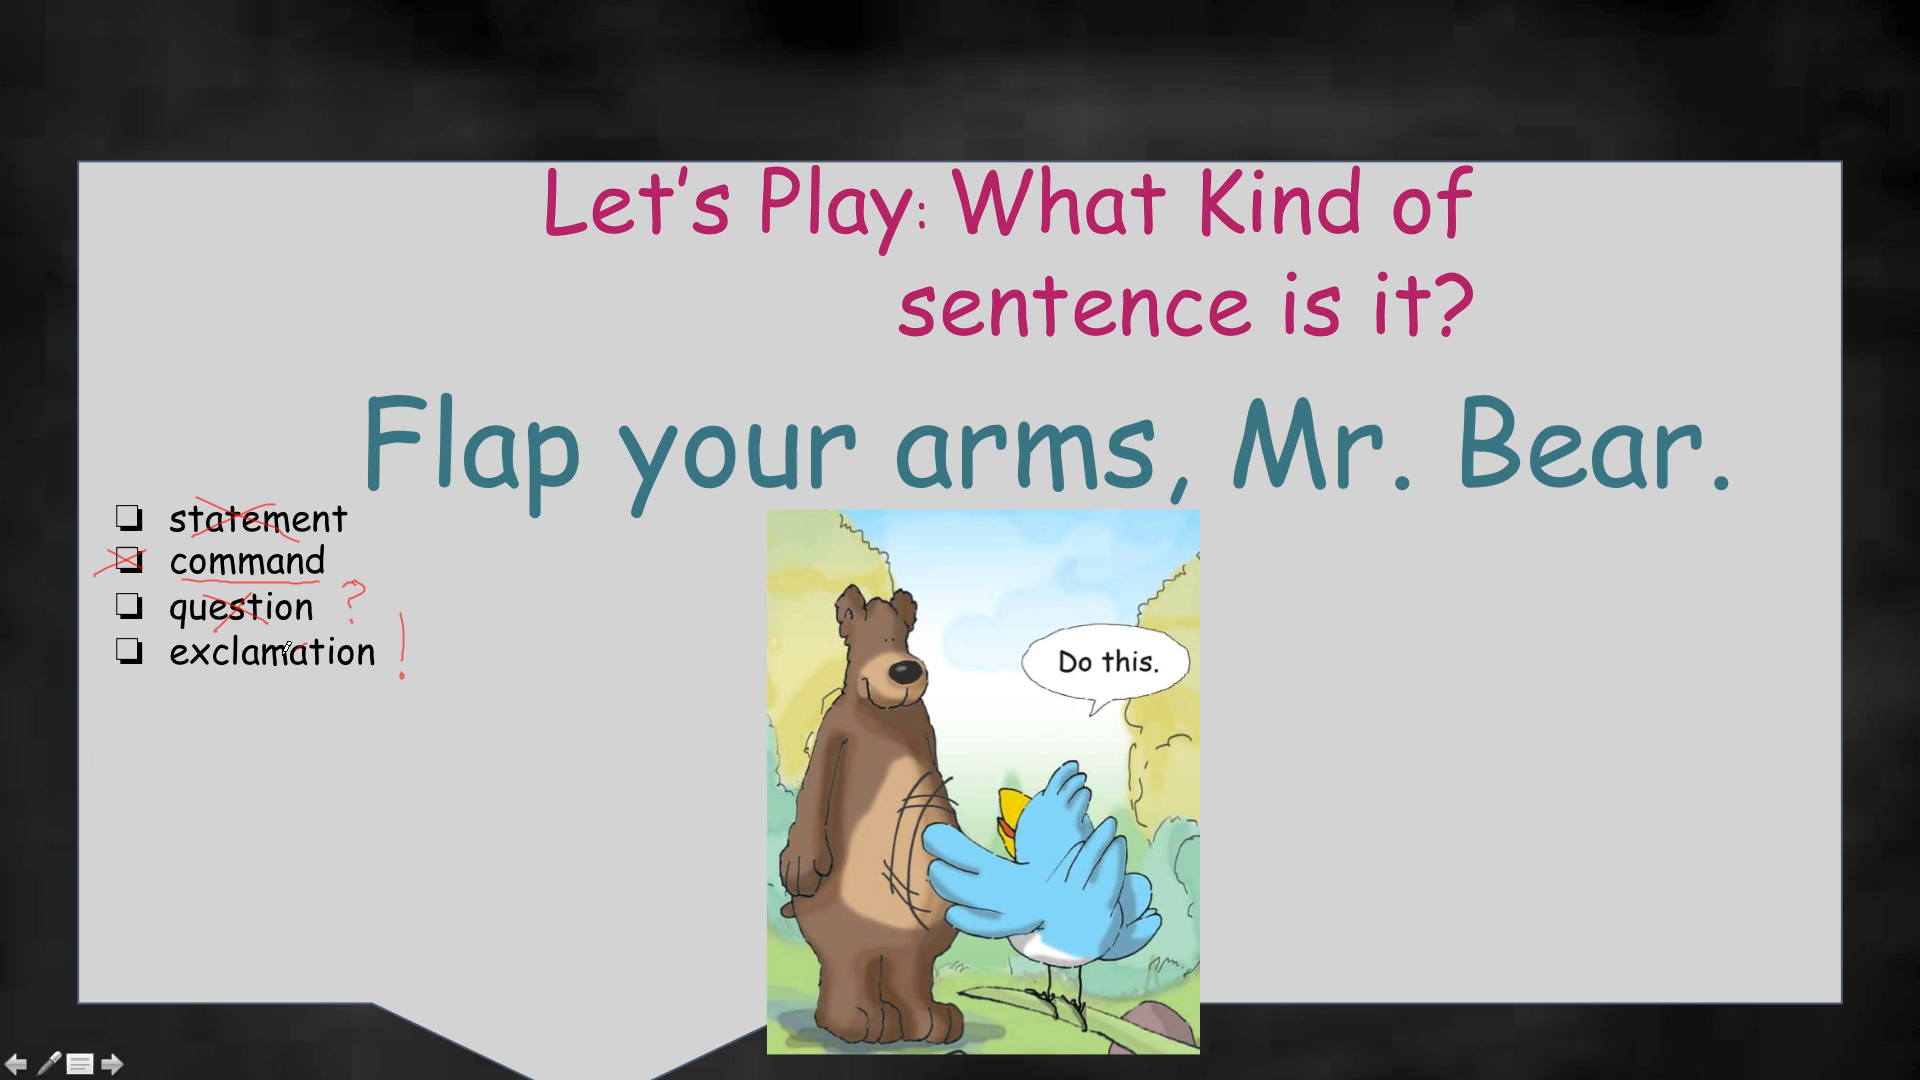 Let's Play: What Kind of
sentence is it?
Flap your arms, Mr. Bear.
❑ statement
❑ command
❑ question ?
❑ exclamation !
Do this.